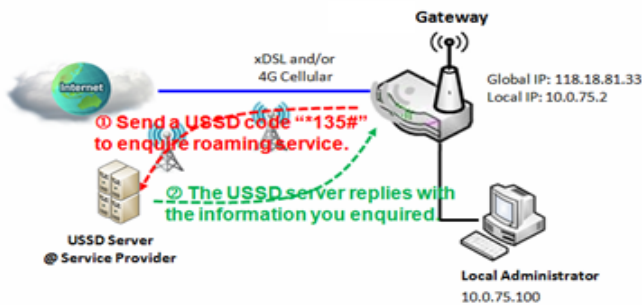 Gateway
xDSL and/or
4G Cellular
Internet
Global IP: 118.18.81.33
Local IP: 10.0.75.2
① Send a USSD code “*135#”
to enquire roaming service.
② The USSD server replies with
the information you enquired.
USSD Server
@ Service Provider
Local Administrator
10.0.75.100